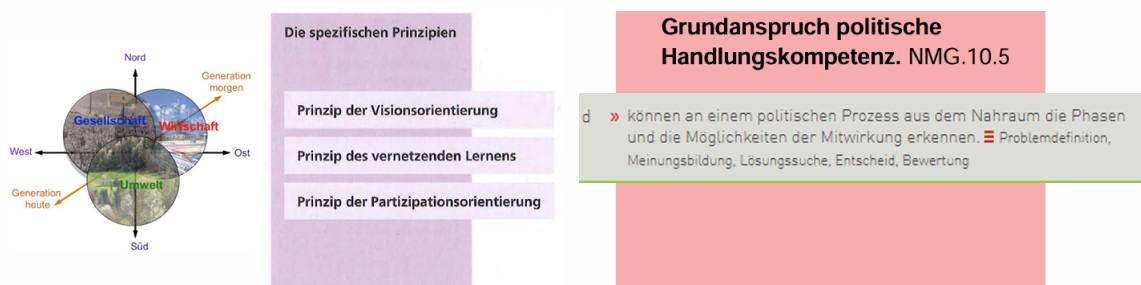 Nord
Generation
morgen
Gesellschaft
Wirtschaft
West
Ost
Umwelt
Generation
heute
Süd
Die spezifischen Prinzipien
Prinzip der Visionsorientierung
Prinzip des vernetzenden Lernens
Prinzip der Partizipationsorientierung
Grundanspruch politische
Handlungskompetenz. NMG.10.5
d » können an einem politischen Prozess aus dem Nahraum die Phasen
und die Möglichkeiten der Mitwirkung erkennen. ☰ Problemdefinition,
Meinungsbildung, Lösungssuche, Entscheid, Bewertung